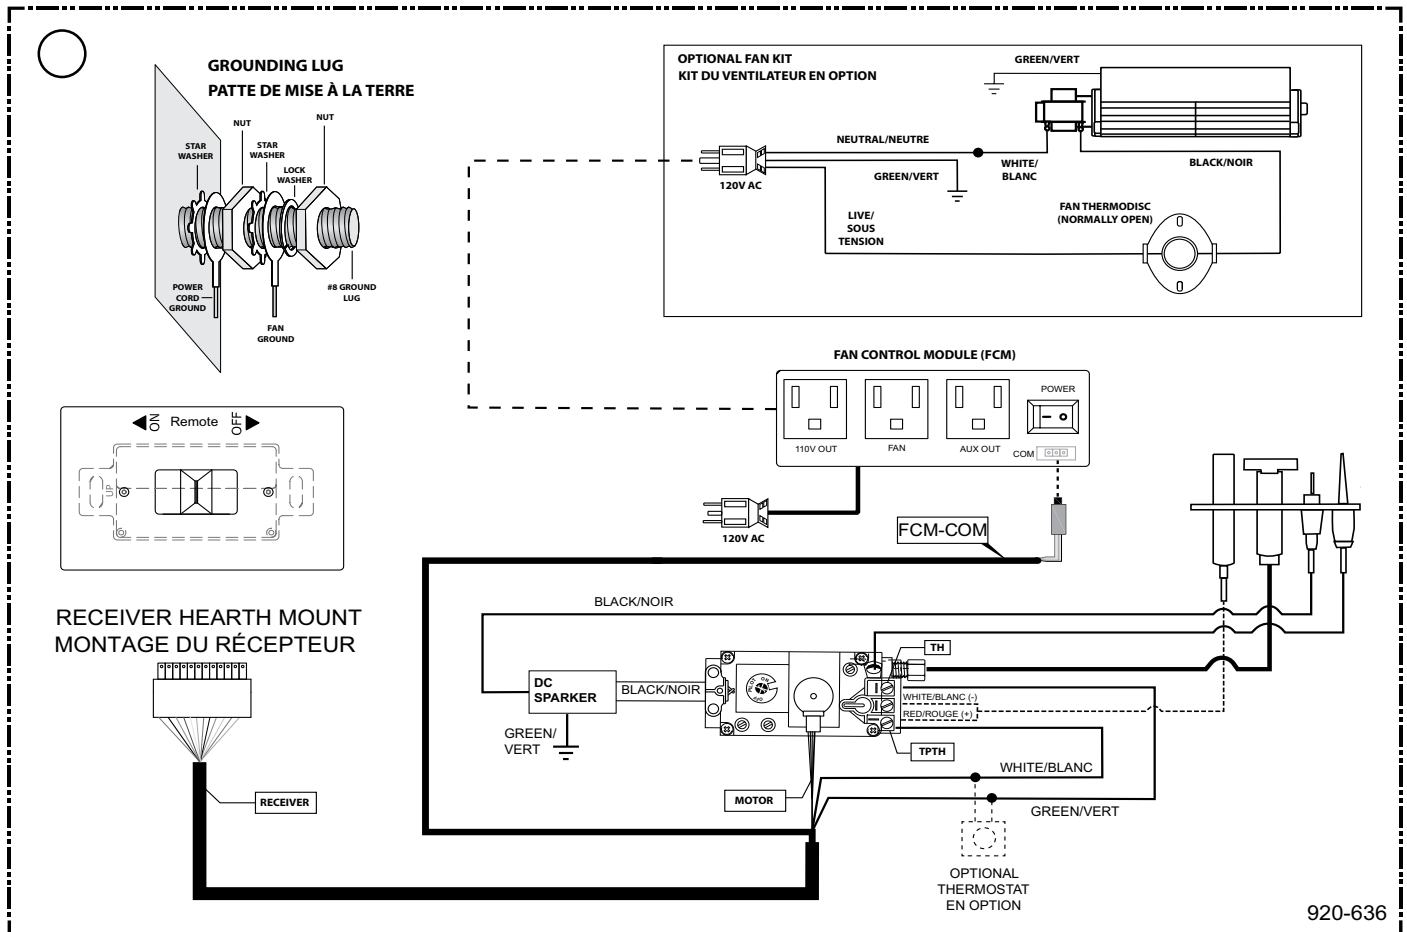 GROUNDING LUG
PATTE DE MISE À LA TERRE
NUT
NUT
STAR
WASHER
STAR
WASHER
LOCK
WASHER
POWER
CORD
GROUND
#8 GROUND
LUG
FAN
GROUND
OPTIONAL FAN KIT
KIT DU VENTILATEUR EN OPTION
GREEN/VERT
NEUTRAL/NEUTRE
WHITE/
BLANC
BLACK/NOIR
120V AC
GREEN/VERT
FAN THERMODISC
(NORMALLY OPEN)
LIVE/
SOUS
TENSION
FAN CONTROL MODULE (FCM)
POWER
110V OUT
FAN
AUX OUT
COM
120V AC
FCM-COM
ON
Remote
OFF
UP
RECEIVER HEARTH MOUNT
MONTAGE DU RÉCEPTEUR
RECEIVER
BLACK/NOIR
DC
SPARKER
BLACK/NOIR
GREEN/
VERT
PILOT
ON
OFF
TH
WHITE/BLANC (-)
RED/ROUGE (+)
TPTH
MOTOR
WHITE/BLANC
GREEN/VERT
OPTIONAL
THERMOSTAT
EN OPTION
920-636